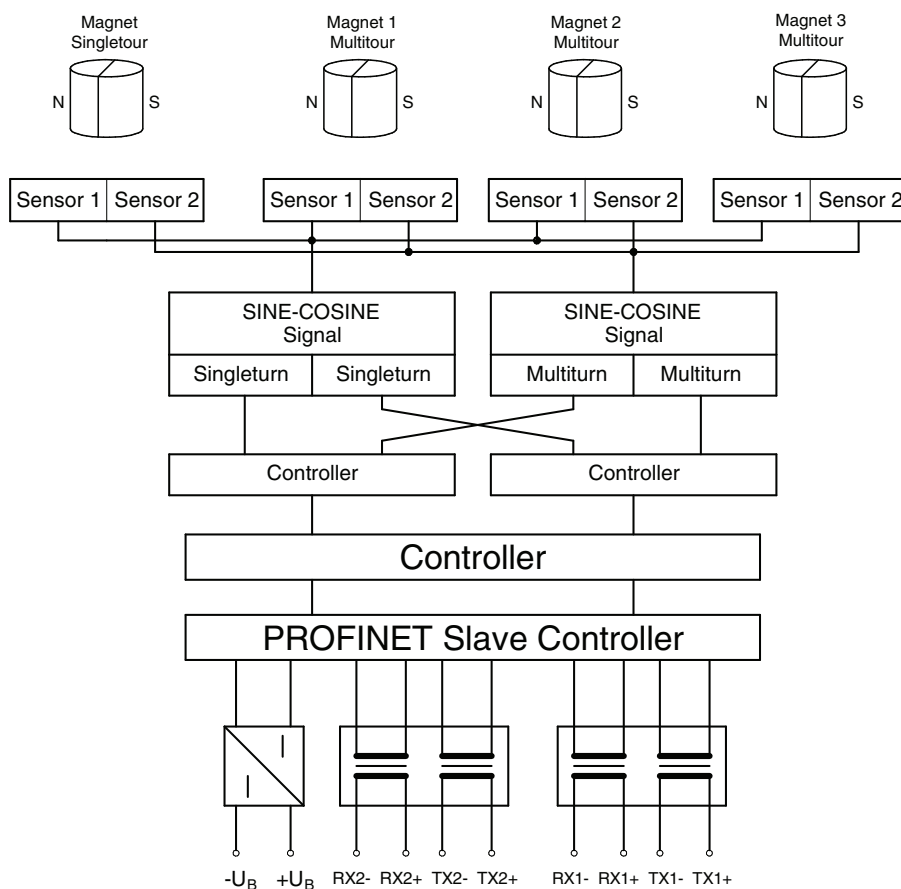 Magnet
Singletour
Magnet 1
Multitour
Magnet 2
Multitour
Magnet 3
Multitour
N S
N S
N S
N S
Sensor 1 Sensor 2
Sensor 1 Sensor 2
Sensor 1 Sensor 2
Sensor 1 Sensor 2
SINE-COSINE
Signal
SINE-COSINE
Signal
Singleturn Singleturn
Multiturn Multiturn
Controller
Controller
Controller
PROFINET Slave Controller
-UB +UB RX2- RX2+ TX2- TX2+ RX1- RX1+ TX1- TX1+